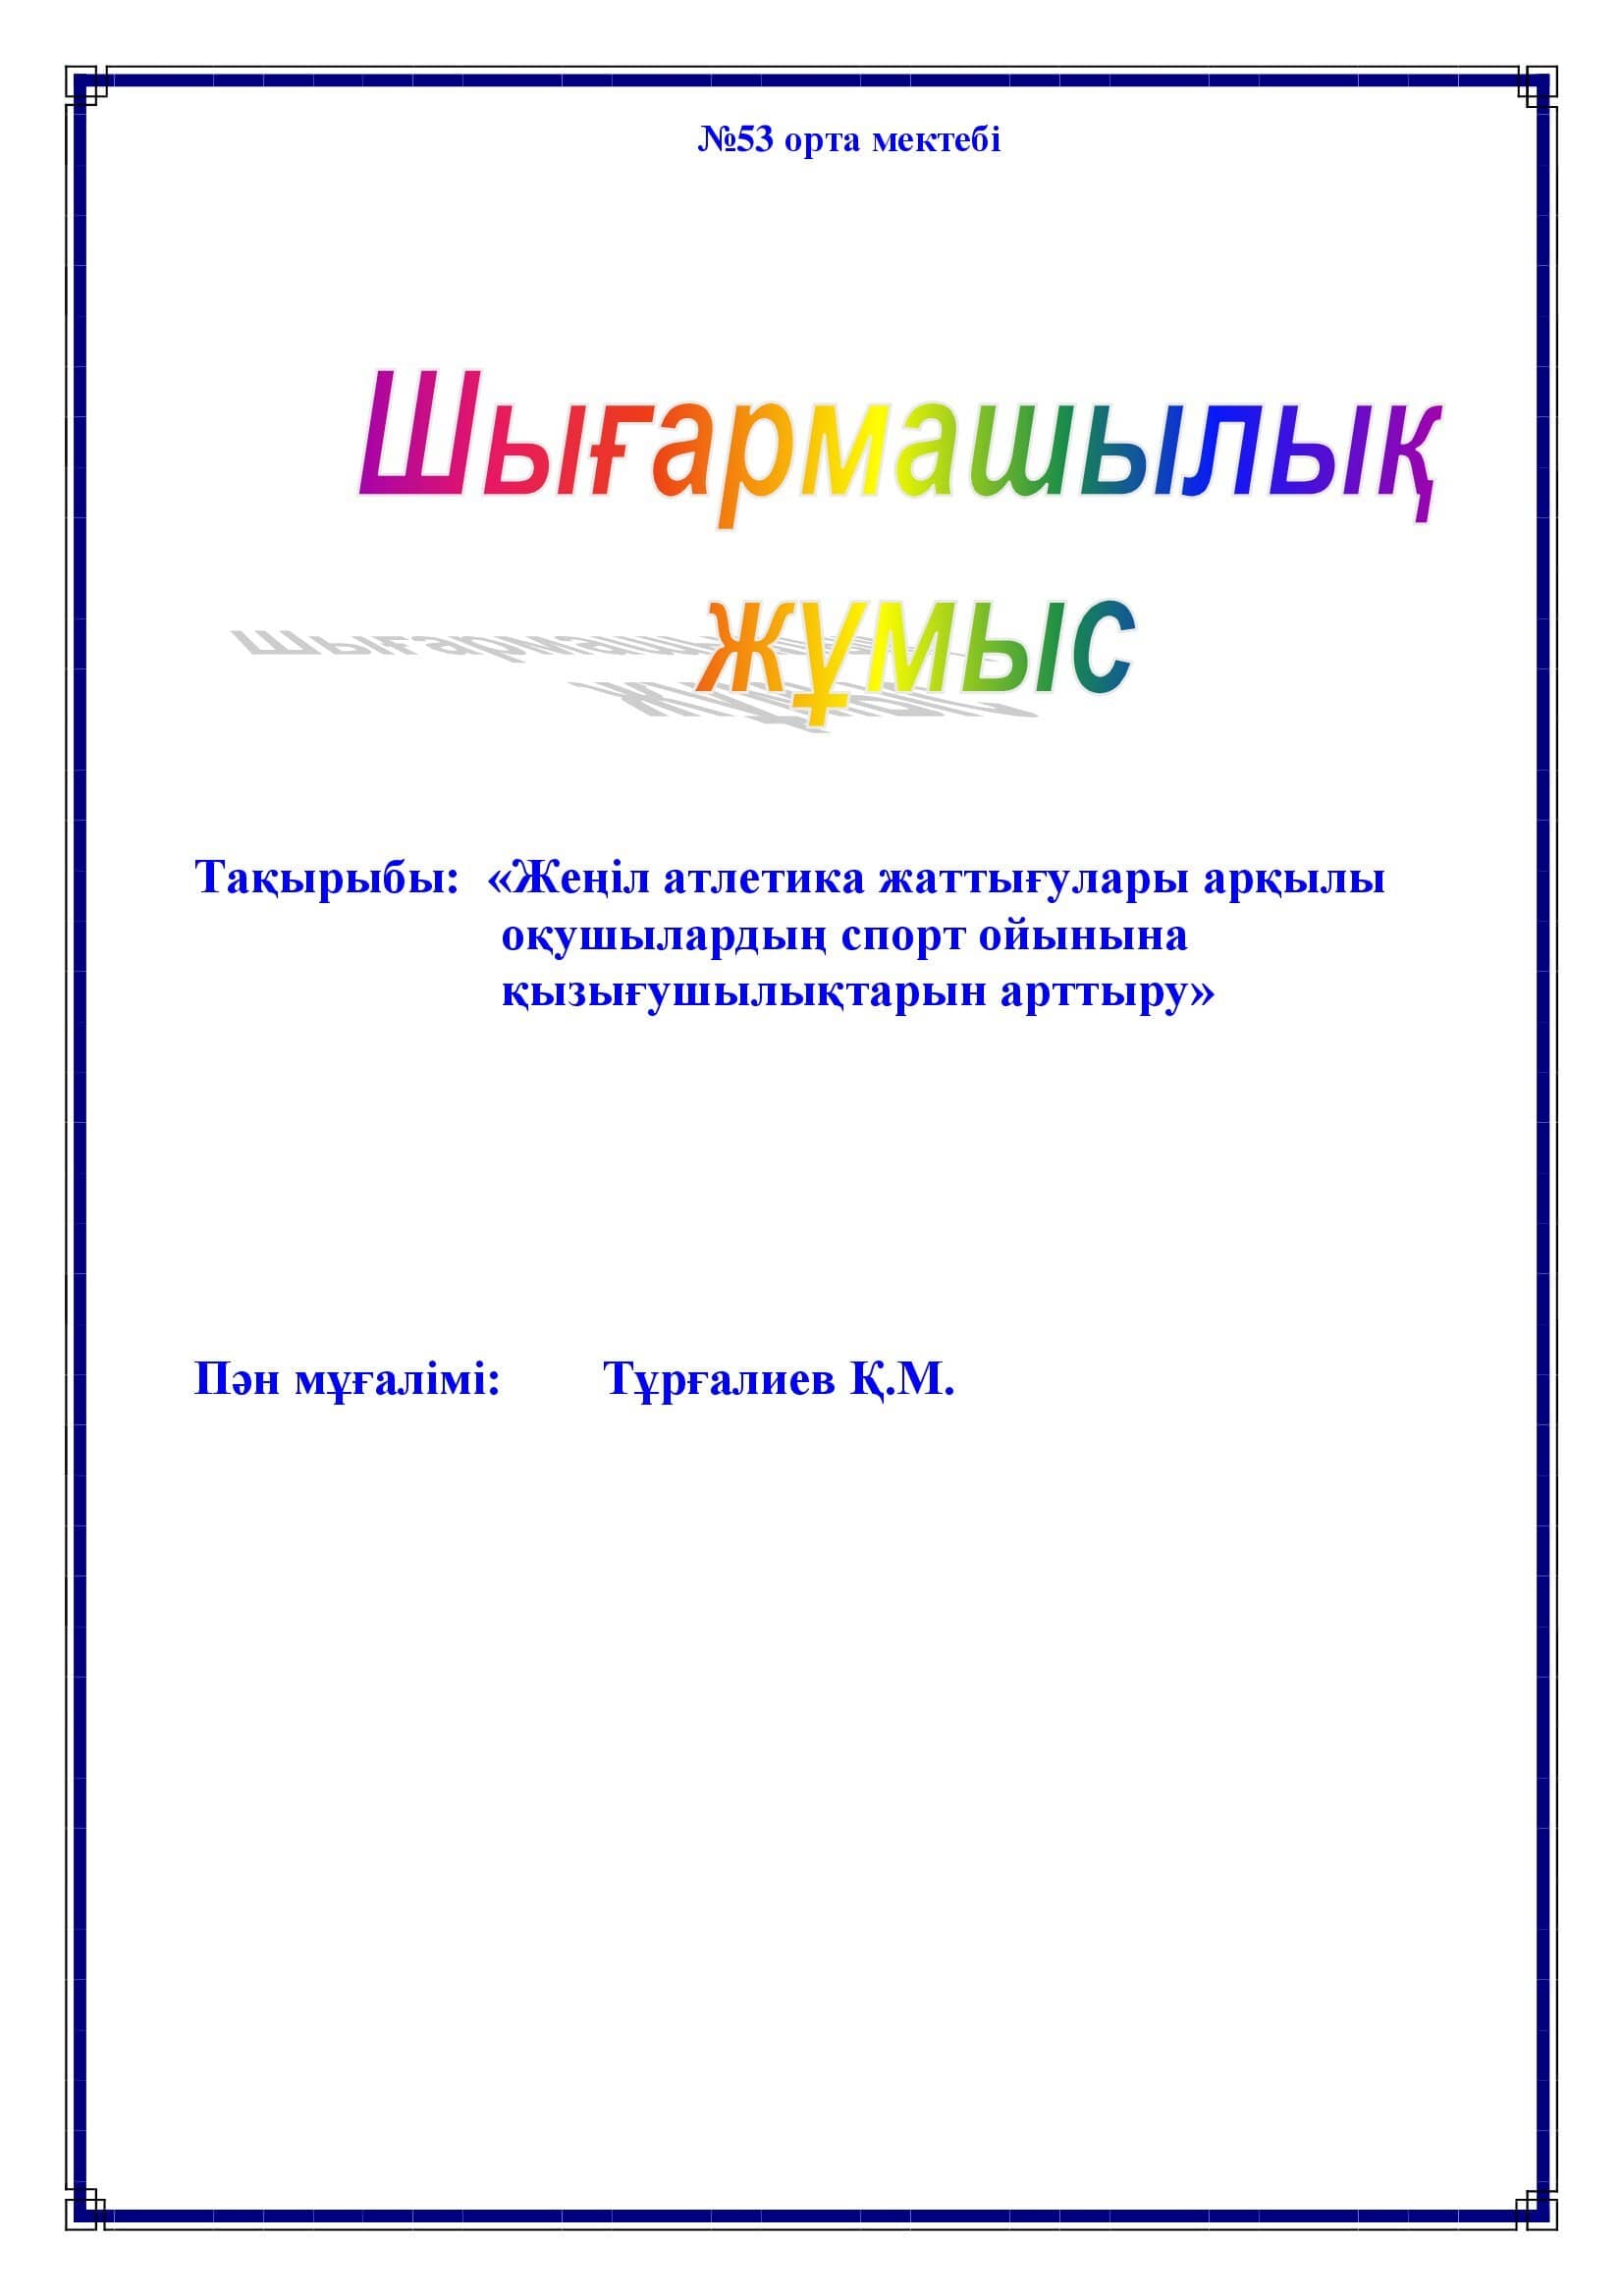 №53 орта мектебі
Шығармашылық
жұмыс
Тақырыбы: «Жеңіл атлетика жаттығулары арқылы
оқушылардың спорт ойынына
қызығушылықтарын арттыру»
Пән мұғалімі: Тұрғалиев Қ.М.